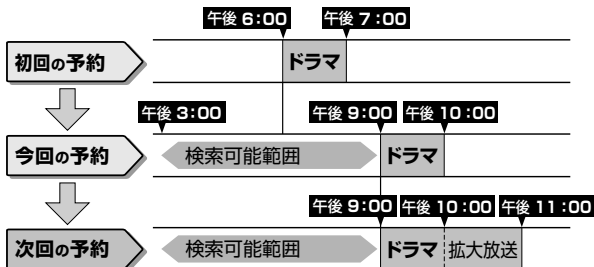 午後 6:00 午後 7:00
初回の予約 ドラマ
午後 3:00 午後 9:00 午後 10:00
今回の予約 検索可能範囲 ドラマ
午後 9:00 午後 10:00 午後 11:00
次回の予約 検索可能範囲 ドラマ 拡大放送